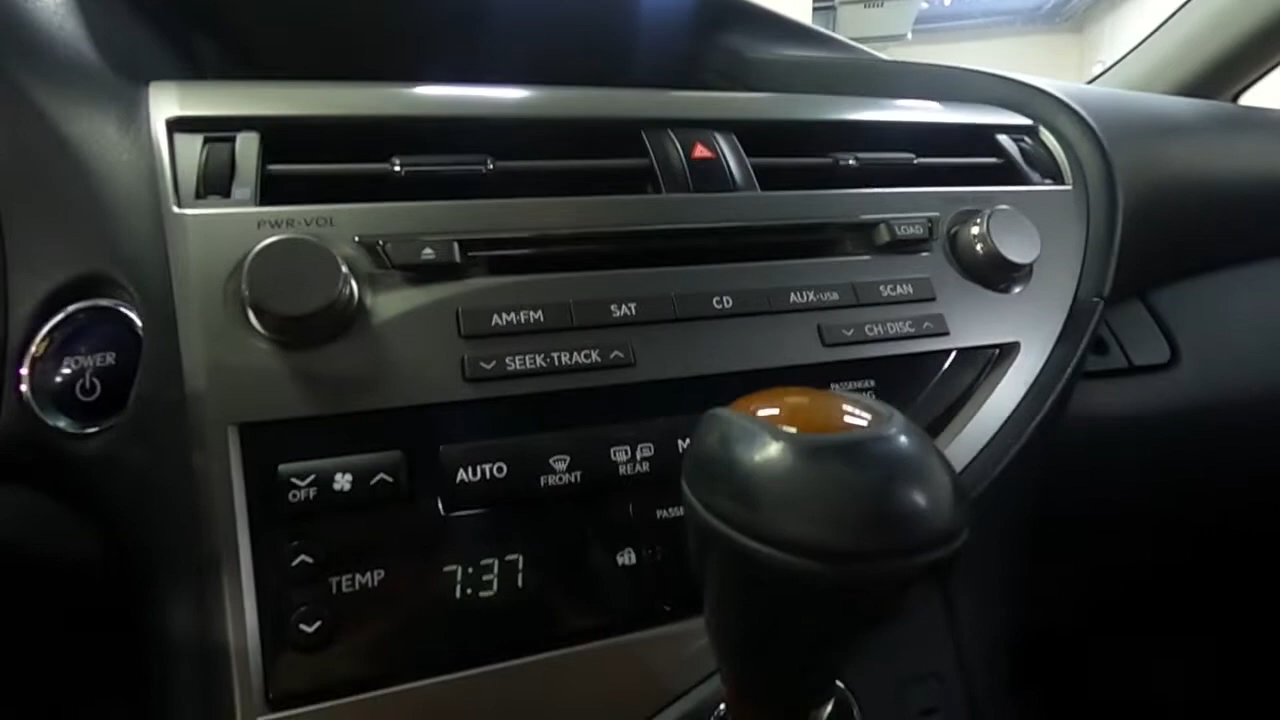 PWR·VOL
LOAD
AM·FM SAT CD AUX·USB SCAN
SEEK·TRACK CH·DISC
POWER
PASSENGER
AUTO FRONT REAR
OFF
TEMP 7:37